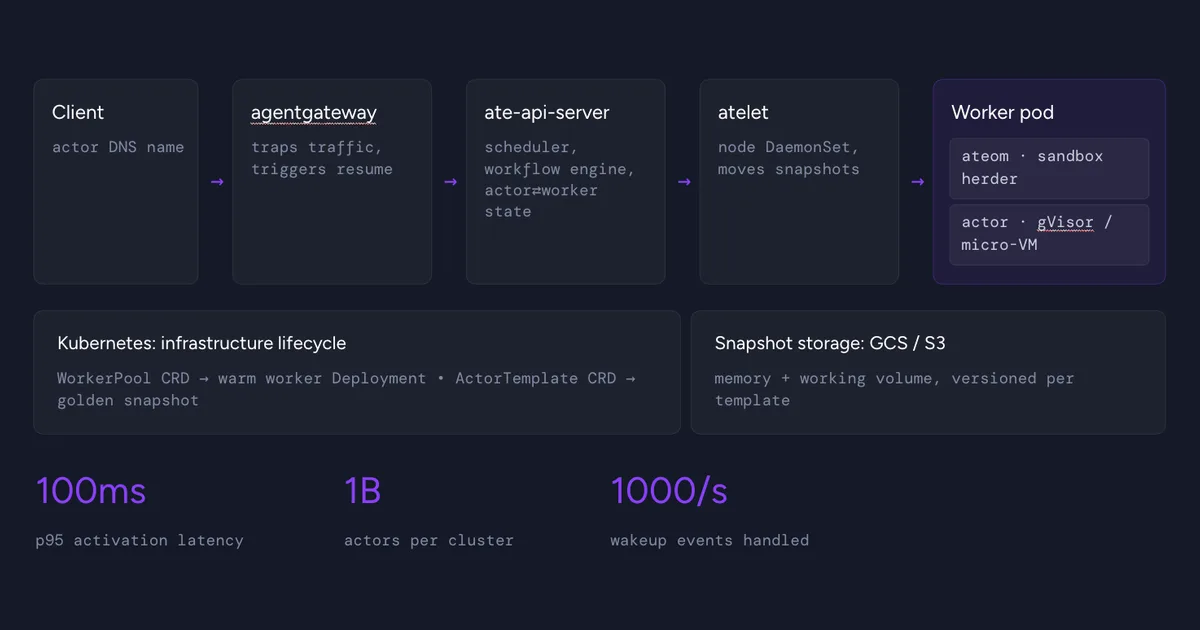 Client
actor DNS name
→
agentgateway
traps traffic,
triggers resume
→
ate-api-server
scheduler,
workflow engine,
actor⇄worker
state
→
atelet
node DaemonSet,
moves snapshots
→
Worker pod
ateom · sandbox
herder
actor · gVisor /
micro-VM
Kubernetes: infrastructure lifecycle
WorkerPool CRD → warm worker Deployment • ActorTemplate CRD →
golden snapshot
Snapshot storage: GCS / S3
memory + working volume, versioned per
template
100ms
p95 activation latency
1B
actors per cluster
1000/s
wakeup events handled